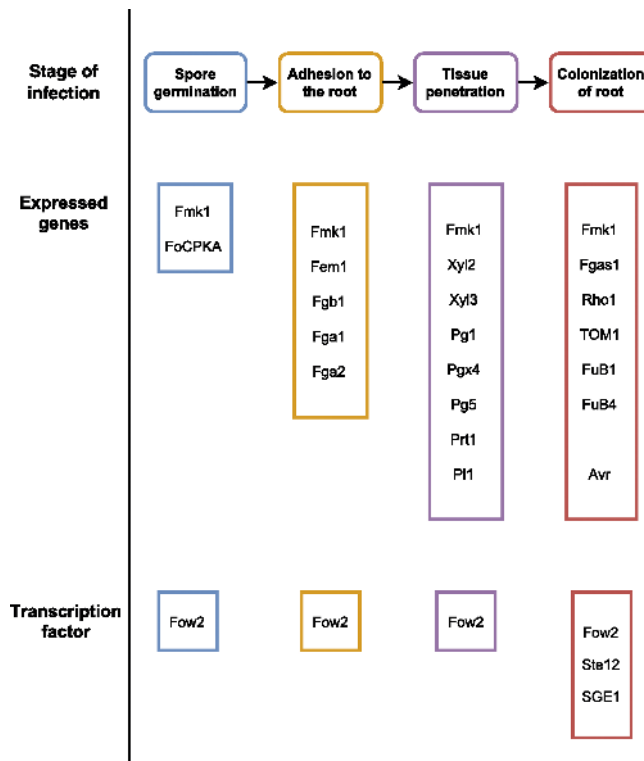 Stage of
infection
Spore
germination
Adhesion to
the root
Tissue
penetration
Colonization
of root
Expressed
genes
Fmk1
FoCPKA
Fmk1
Fem1
Fgb1
Fga1
Fga2
Fmk1
Xyl2
Xyl3
Pg1
Pgx4
Pg5
Prt1
Pl1
Fmk1
Fgas1
Rho1
TOM1
FuB1
FuB4
Avr
Transcription
factor
Fow2
Fow2
Fow2
Fow2
Ste12
SGE1